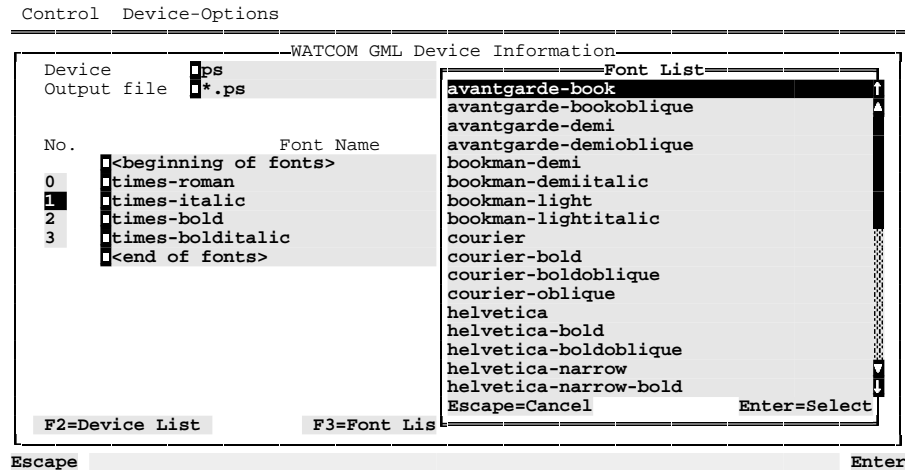 Control  Device-Options
WATCOM GML Device Information
Device ps
Output file *.ps
No. Font Name
<beginning of fonts>
0 times-roman
1 times-italic
2 times-bold
3 times-bolditalic
<end of fonts>
F2=Device List F3=Font Lis
Font List
avantgarde-book
avantgarde-bookoblique
avantgarde-demi
avantgarde-demioblique
bookman-demi
bookman-demiitalic
bookman-light
bookman-lightitalic
courier
courier-bold
courier-boldoblique
courier-oblique
helvetica
helvetica-bold
helvetica-boldoblique
helvetica-narrow
helvetica-narrow-bold
Escape=Cancel Enter=Select
Escape Enter